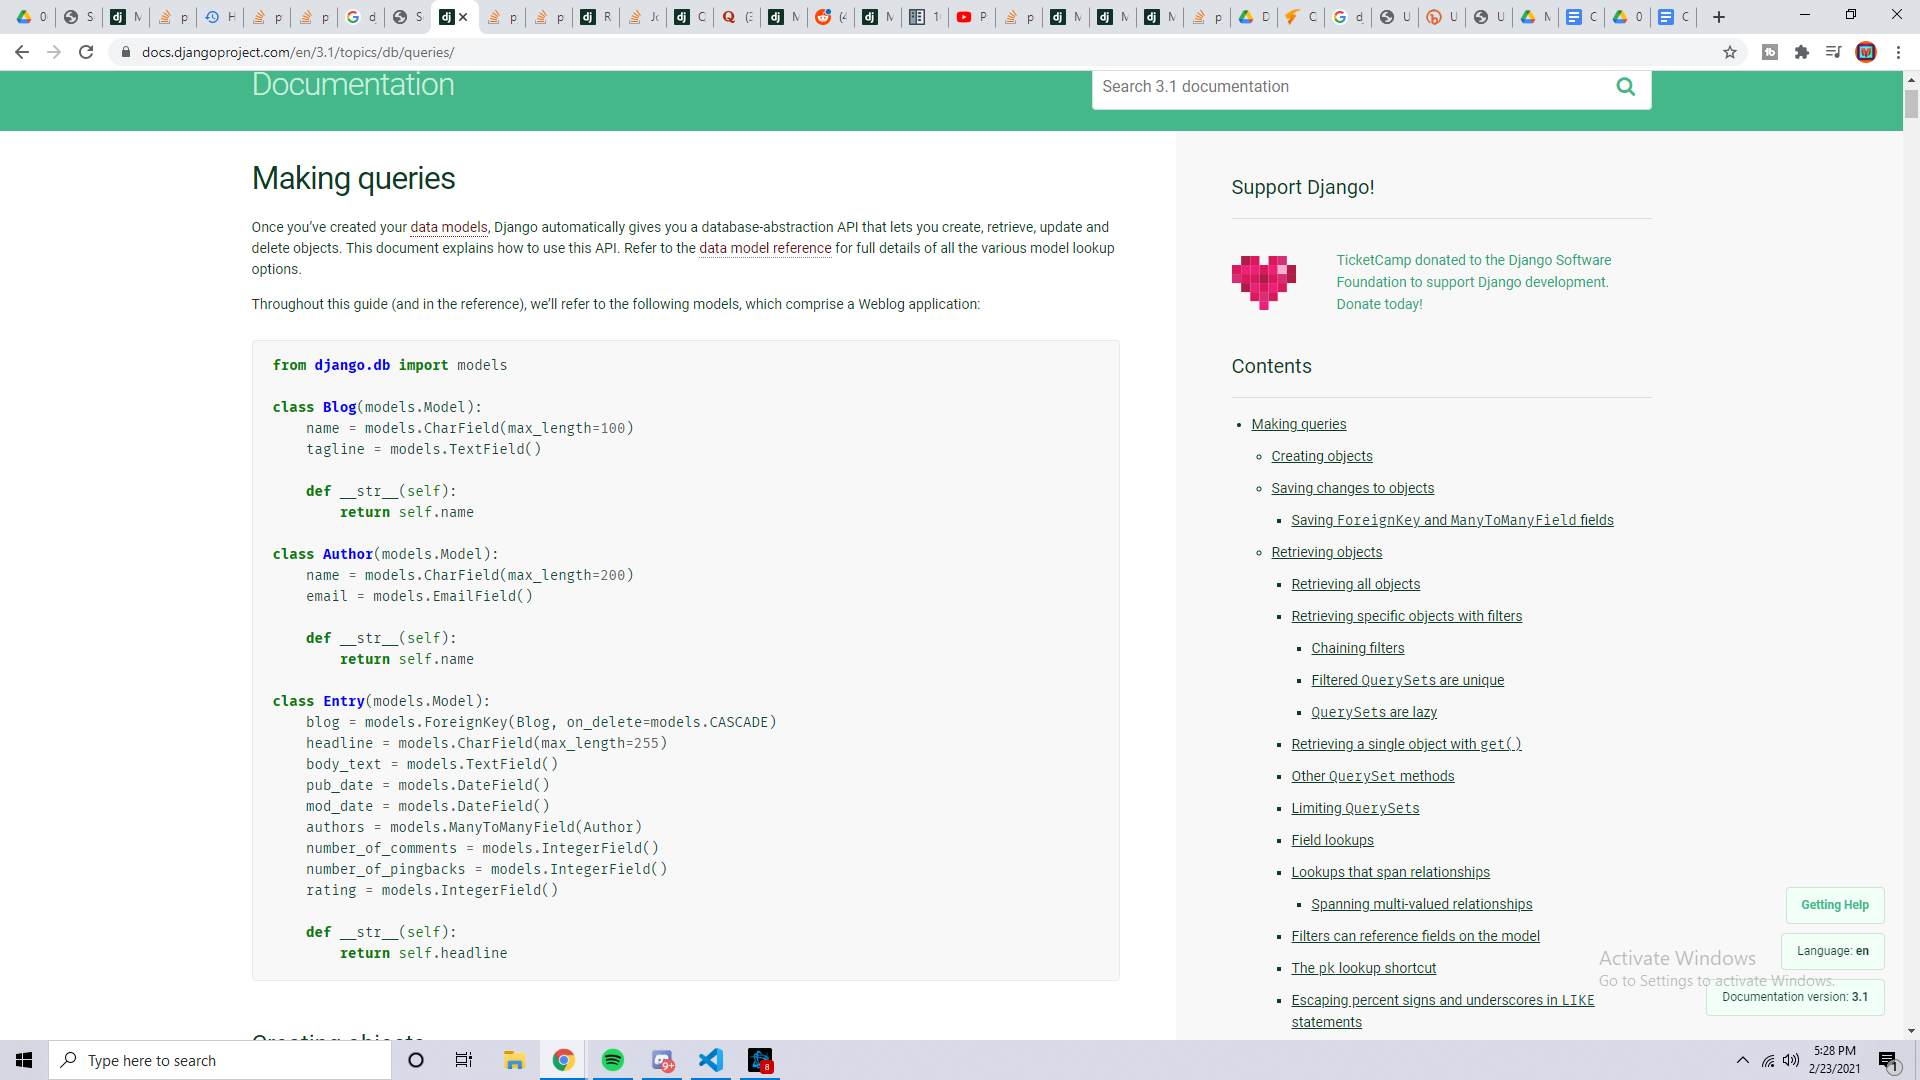 docs.djangoproject.com/en/3.1/topics/db/queries/
Documentation
Search 3.1 documentation
Making queries
Once you’ve created your data models, Django automatically gives you a database-abstraction API that lets you create, retrieve, update and
delete objects. This document explains how to use this API. Refer to the data model reference for full details of all the various model lookup
options.
Throughout this guide (and in the reference), we’ll refer to the following models, which comprise a Weblog application:
from django.db import models
class Blog(models.Model):
name = models.CharField(max_length=100)
tagline = models.TextField()
def __str__(self):
return self.name
class Author(models.Model):
name = models.CharField(max_length=200)
email = models.EmailField()
def __str__(self):
return self.name
class Entry(models.Model):
blog = models.ForeignKey(Blog, on_delete=models.CASCADE)
headline = models.CharField(max_length=255)
body_text = models.TextField()
pub_date = models.DateField()
mod_date = models.DateField()
authors = models.ManyToManyField(Author)
number_of_comments = models.IntegerField()
number_of_pingbacks = models.IntegerField()
rating = models.IntegerField()
def __str__(self):
return self.headline
Creating objects
Support Django!
TicketCamp donated to the Django Software
Foundation to support Django development.
Donate today!
Contents
Making queries
Creating objects
Saving changes to objects
Saving ForeignKey and ManyToManyField fields
Retrieving objects
Retrieving all objects
Retrieving specific objects with filters
Chaining filters
Filtered QuerySets are unique
QuerySets are lazy
Retrieving a single object with get()
Other QuerySet methods
Limiting QuerySets
Field lookups
Lookups that span relationships
Spanning multi-valued relationships
Filters can reference fields on the model
The pk lookup shortcut
Escaping percent signs and underscores in LIKE
statements
Getting Help
Language: en
Documentation version: 3.1
Activate Windows
Go to Settings to activate Windows.
Type here to search
9+
8
5:28 PM
2/23/2021
1